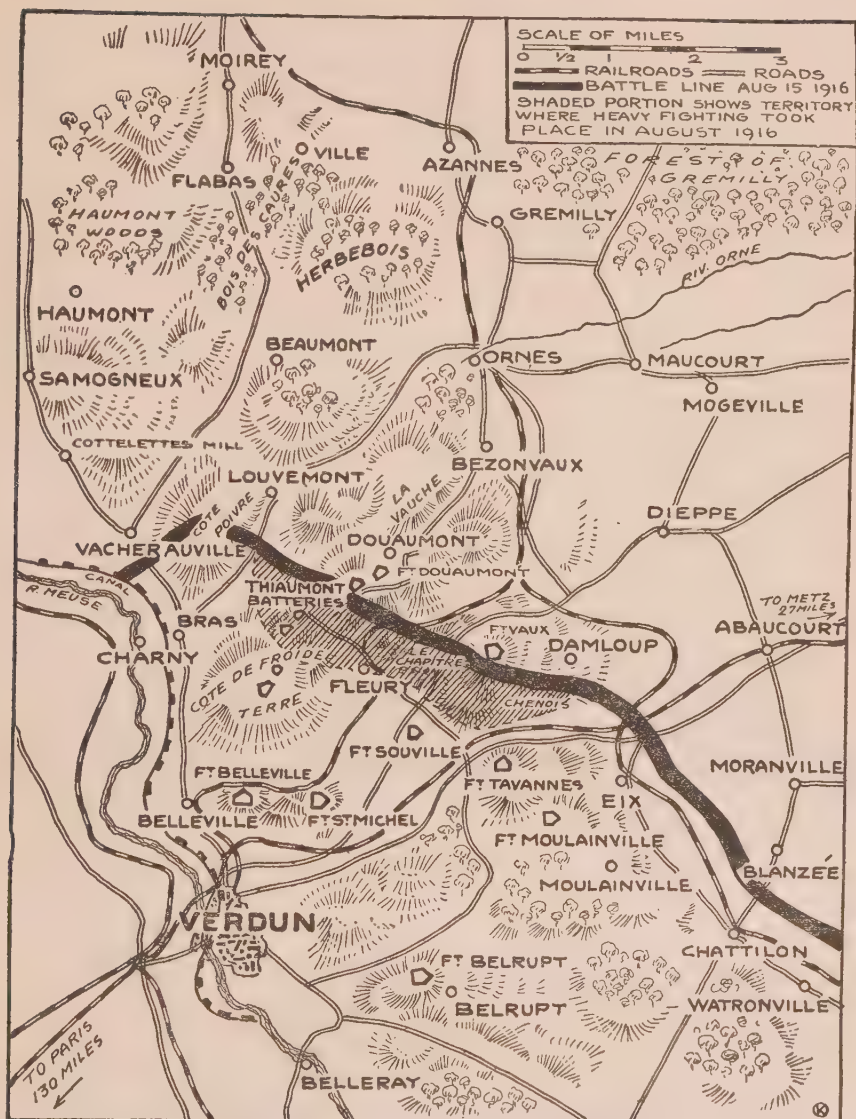 SCALE OF MILES
0 1/2 1 2 3
RAILROADS ROADS
BATTLE LINE AUG 15 1916
SHADED PORTION SHOWS TERRITORY
WHERE HEAVY FIGHTING TOOK
PLACE IN AUGUST 1916
MOIREY
VILLE
AZANNES
FOREST OF
GREMILLY
FLABAS
HAUMONT
WOODS
BOIS DES CAURES
HERBEBOIS
GREMILLY
RIV. ORNE
HAUMONT
BEAUMONT
ORNES
MAUCOURT
SAMOGNEUX
MOGEVILLE
COTTELETTES MILL
BEZONVAUX
LOUVEMONT
LA
VAUCHE
DIEPPE
COTE
POIVRE
VACHERAUVILLE
DOUAUMONT
FT DOUAUMONT
CANAL
R. MEUSE
THIAUMONT
BATTERIES
TO METZ
27 MILES
BRAS
CHARNY
LE
CHAPITRE
FT VAUX
DAMLOUP
ABAUCOURT
COTE DE FROIDE
TERRE
FLEURY
CHENOIS
FT SOUVILLE
FT BELLEVILLE
FT TAVANNES
MORANVILLE
BELLEVILLE
FT ST MICHEL
EIX
FT MOULAINVILLE
MOULAINVILLE
BLANZÉE
VERDUN
CHATTILON
FT BELRUPT
BELRUPT
WATRONVILLE
TO PARIS
130 MILES
BELLERAY